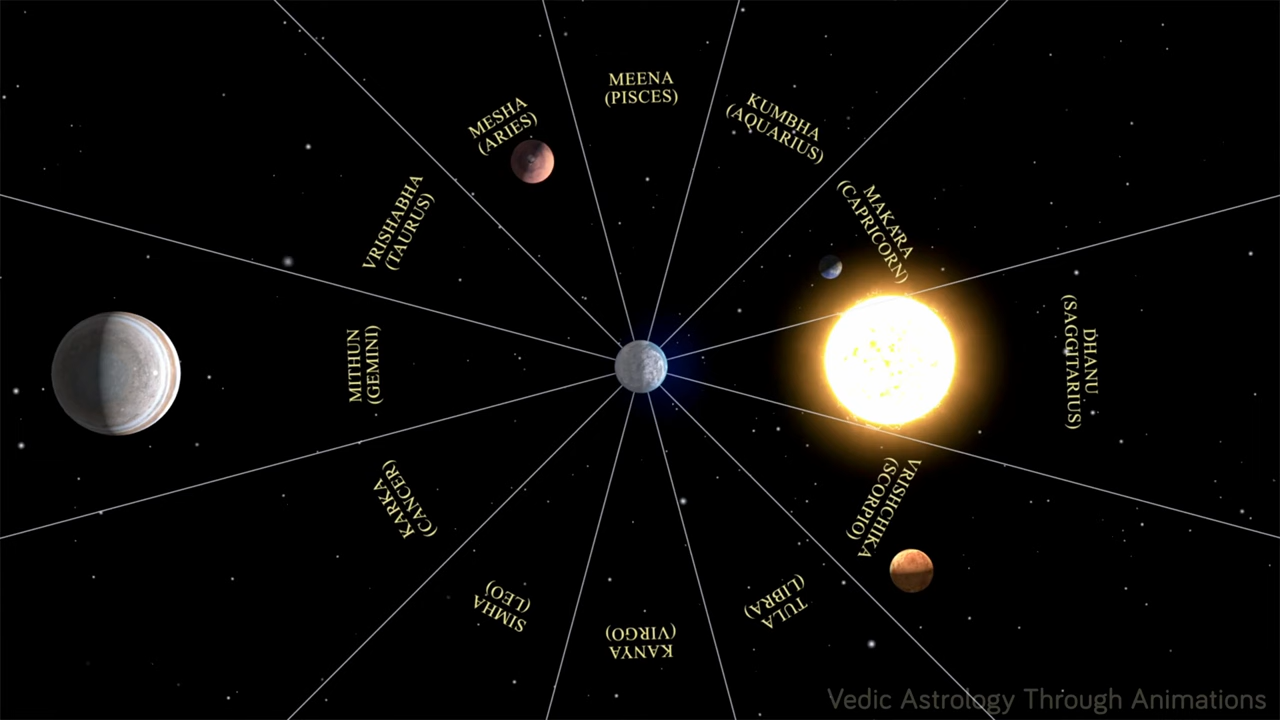 MEENA
(PISCES)
KUMBHA
(AQUARIUS)
MAKARA
(CAPRICORN)
DHANU
(SAGGITARIUS)
VRISHCHIKA
(SCORPIO)
TULA
(LIBRA)
KANYA
(VIRGO)
SIMHA
(LEO)
KARKA
(CANCER)
MITHUN
(GEMINI)
VRISHABHA
(TAURUS)
MESHA
(ARIES)
Vedic Astrology Through Animations